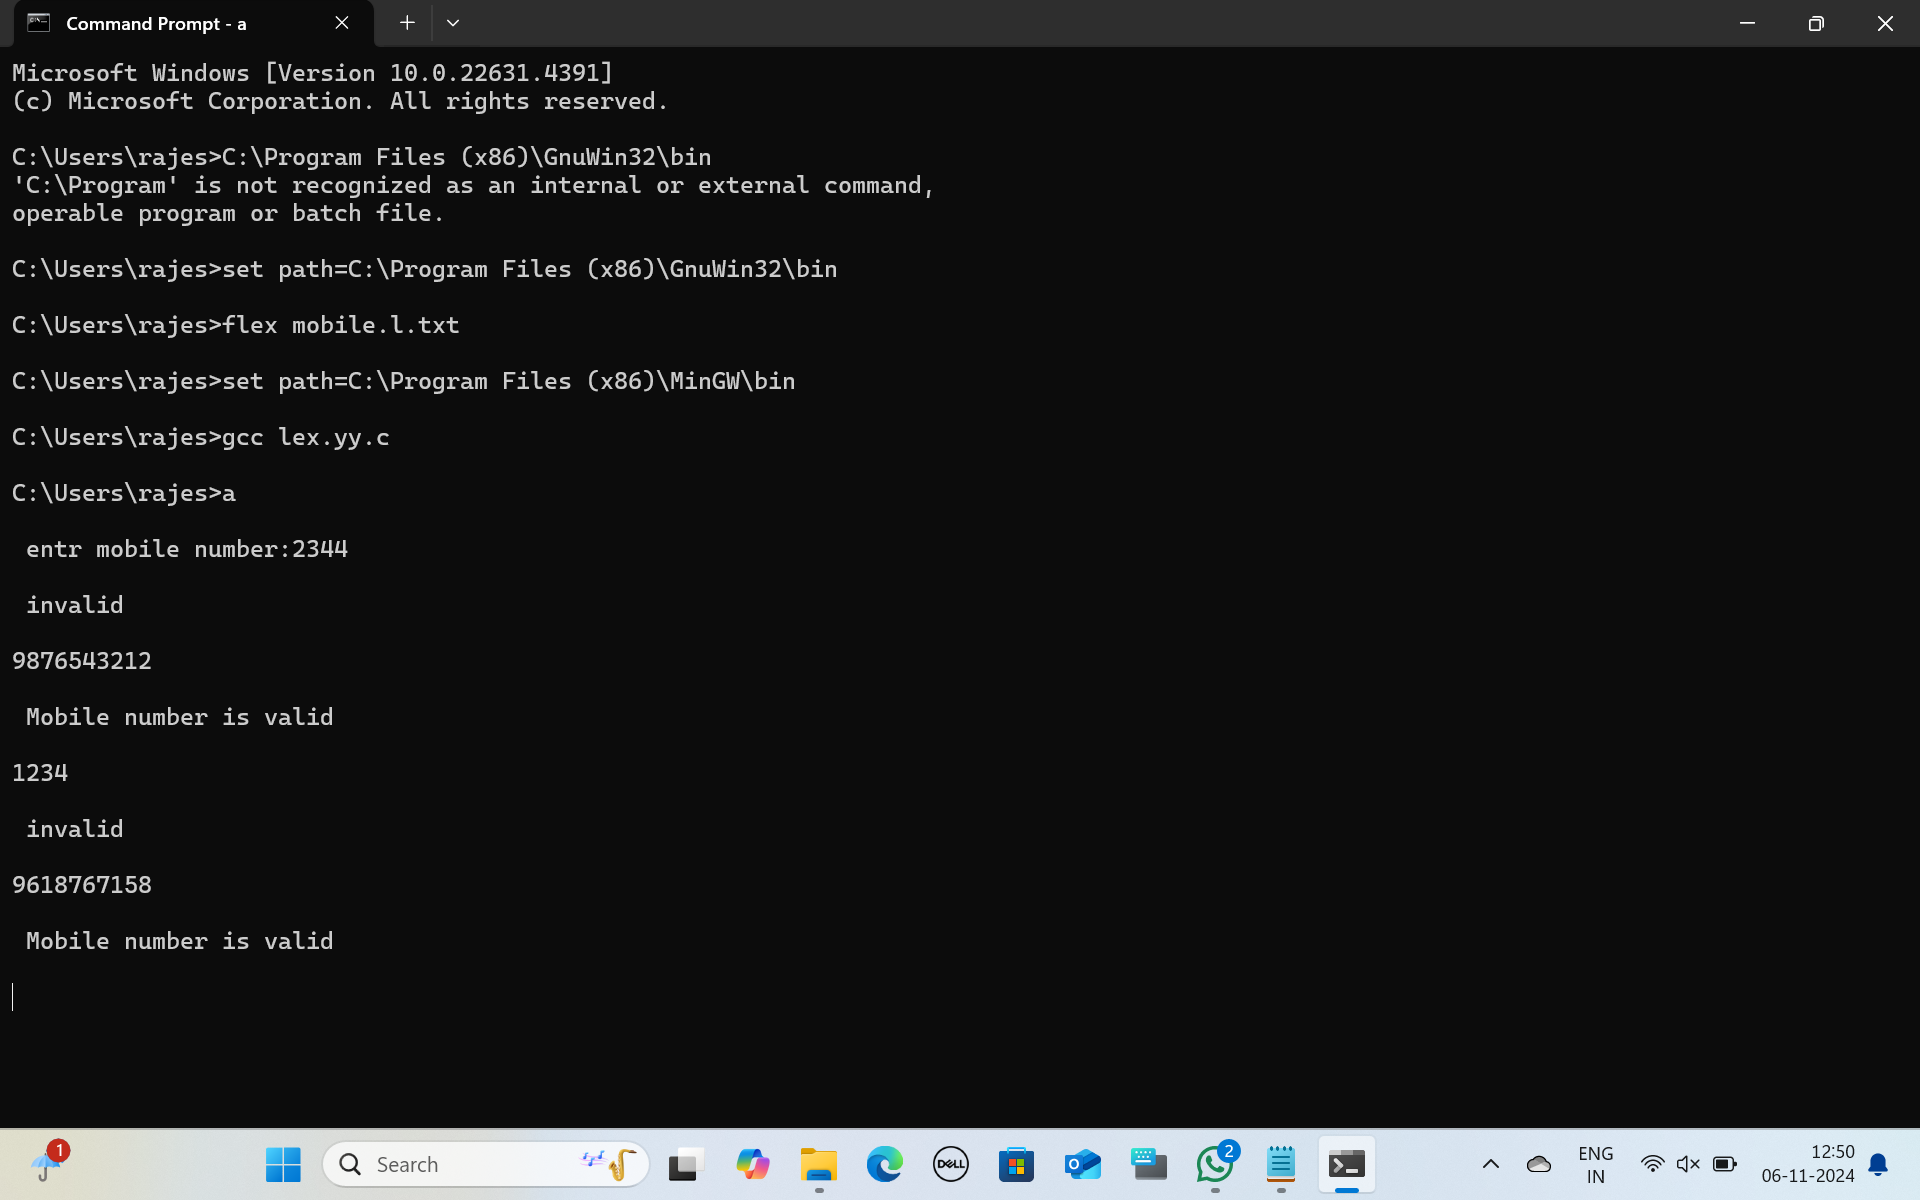 Command Prompt - a
Microsoft Windows [Version 10.0.22631.4391]
(c) Microsoft Corporation. All rights reserved.
C:\Users\rajes>C:\Program Files (x86)\GnuWin32\bin
'C:\Program' is not recognized as an internal or external command,
operable program or batch file.
C:\Users\rajes>set path=C:\Program Files (x86)\GnuWin32\bin
C:\Users\rajes>flex mobile.l.txt
C:\Users\rajes>set path=C:\Program Files (x86)\MinGW\bin
C:\Users\rajes>gcc lex.yy.c
C:\Users\rajes>a
entr mobile number:2344
invalid
9876543212
Mobile number is valid
1234
invalid
9618767158
Mobile number is valid
1
Search
DELL
2
ENG
IN
12:50
06-11-2024